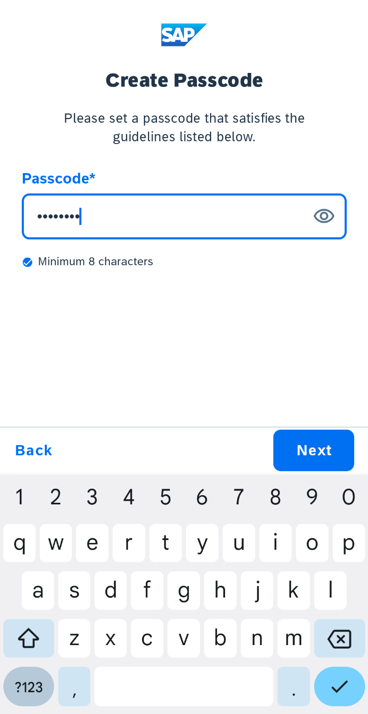 SAP
Create Passcode
Please set a passcode that satisfies the
guidelines listed below.
Passcode*
••••••••
Minimum 8 characters
Back
Next
1 2 3 4 5 6 7 8 9 0
q w e r t y u i o p
a s d f g h j k l
z x c v b n m
?123 , .